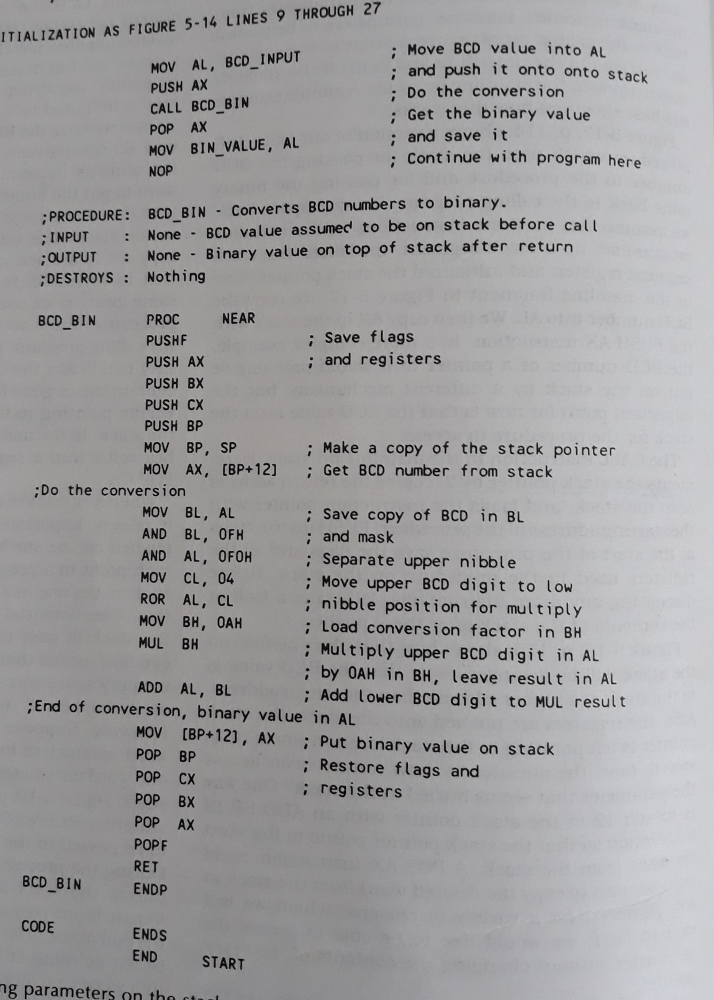 ITIALIZATION AS FIGURE 5-14 LINES 9 THROUGH 27
MOV AL, BCD_INPUT ; Move BCD value into AL
PUSH AX ; and push it onto onto stack
CALL BCD_BIN ; Do the conversion
POP AX ; Get the binary value
MOV BIN_VALUE, AL ; and save it
NOP ; Continue with program here
;PROCEDURE: BCD_BIN - Converts BCD numbers to binary.
;INPUT : None - BCD value assumed to be on stack before call
;OUTPUT : None - Binary value on top of stack after return
;DESTROYS : Nothing
BCD_BIN PROC NEAR
PUSHF ; Save flags
PUSH AX ; and registers
PUSH BX
PUSH CX
PUSH BP
MOV BP, SP ; Make a copy of the stack pointer
MOV AX, [BP+12] ; Get BCD number from stack
;Do the conversion
MOV BL, AL ; Save copy of BCD in BL
AND BL, 0FH ; and mask
AND AL, 0F0H ; Separate upper nibble
MOV CL, 04 ; Move upper BCD digit to low
ROR AL, CL ; nibble position for multiply
MOV BH, 0AH ; Load conversion factor in BH
MUL BH ; Multiply upper BCD digit in AL
; by 0AH in BH, leave result in AL
ADD AL, BL ; Add lower BCD digit to MUL result
;End of conversion, binary value in AL
MOV [BP+12], AX ; Put binary value on stack
POP BP ; Restore flags and
POP CX ; registers
POP BX
POP AX
POPF
RET
BCD_BIN ENDP
CODE ENDS
END START
ng parameters on the